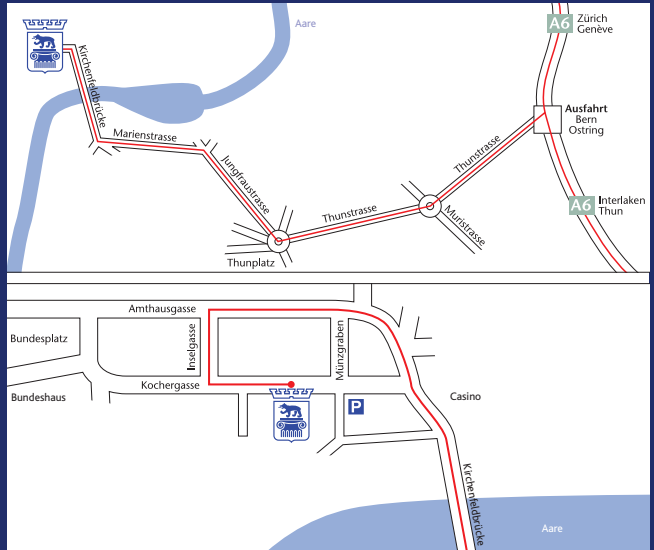 Aare
A6
Zürich
Genève
Kirchenfeldbrücke
Marienstrasse
Jungfraustrasse
Thunstrasse
Ausfahrt
Bern
Ostring
Thunstrasse
Muristrasse
A6
Interlaken
Thun
Thunplatz
Amthausgasse
Bundesplatz
Inselgasse
Münzgraben
Kochergasse
Bundeshaus
P
Casino
Kirchenfeldbrücke
Aare